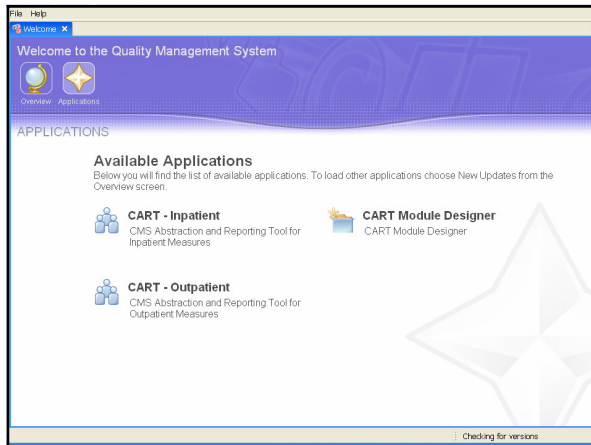 File Help
Welcome
Welcome to the Quality Management System
Overview Applications
APPLICATIONS
Available Applications
Below you will find the list of available applications. To load other applications choose New Updates from the
Overview screen.
CART - Inpatient
CMS Abstraction and Reporting Tool for
Inpatient Measures
CART Module Designer
CART Module Designer
CART - Outpatient
CMS Abstraction and Reporting Tool for
Outpatient Measures
Checking for versions